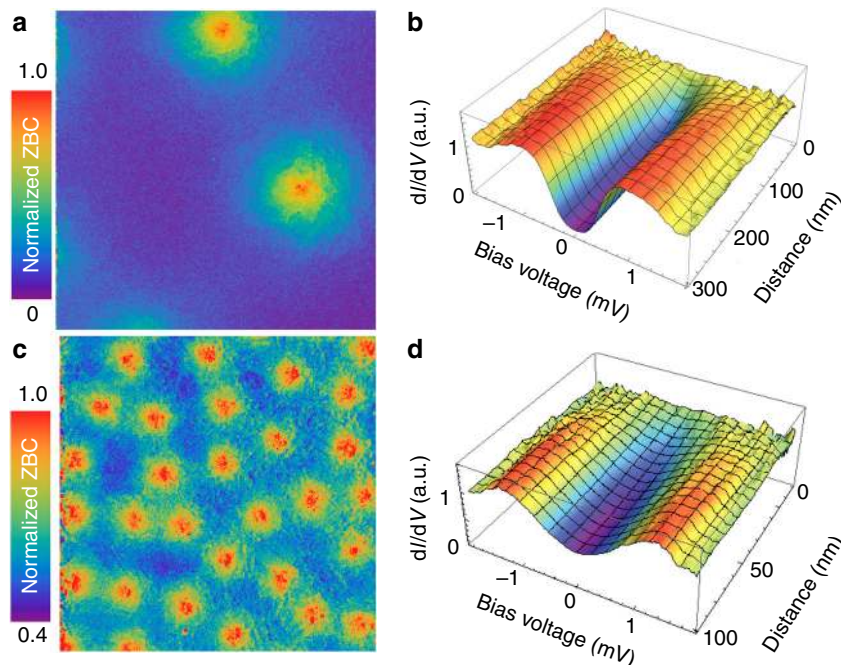 a
1.0
Normalized ZBC
0
b
dI/dV (a.u.)
1
0
−1
0
1
Bias voltage (mV)
0
100
200
300
Distance (nm)
c
1.0
Normalized ZBC
0.4
d
dI/dV (a.u.)
1
0
−1
0
1
Bias voltage (mV)
0
50
100
Distance (nm)